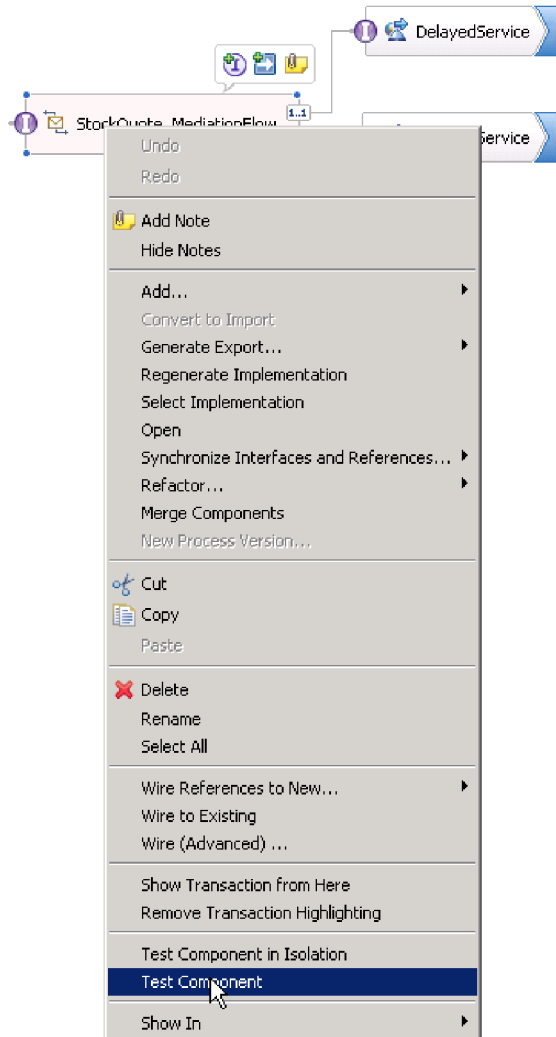 DelayedService
1..1
StockQuote_MediationFlow
Service
Undo
Redo
Add Note
Hide Notes
Add...
Convert to Import
Generate Export...
Regenerate Implementation
Select Implementation
Open
Synchronize Interfaces and References...
Refactor...
Merge Components
New Process Version...
Cut
Copy
Paste
Delete
Rename
Select All
Wire References to New...
Wire to Existing
Wire (Advanced) ...
Show Transaction from Here
Remove Transaction Highlighting
Test Component in Isolation
Test Component
Show In